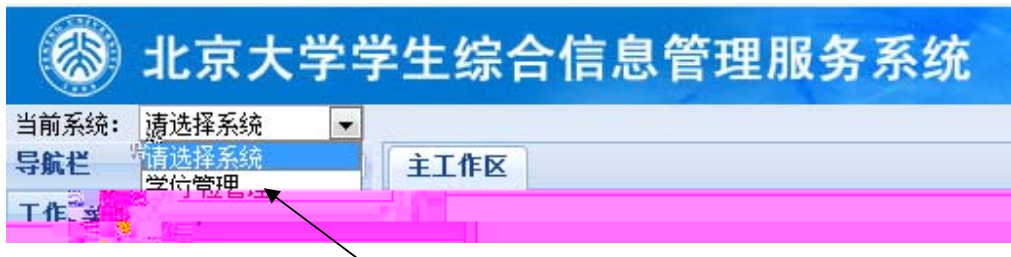 北京大学学生综合信息管理服务系统
当前系统： 请选择系统
导航栏 请选择系统 主工作区
学位管理
工作